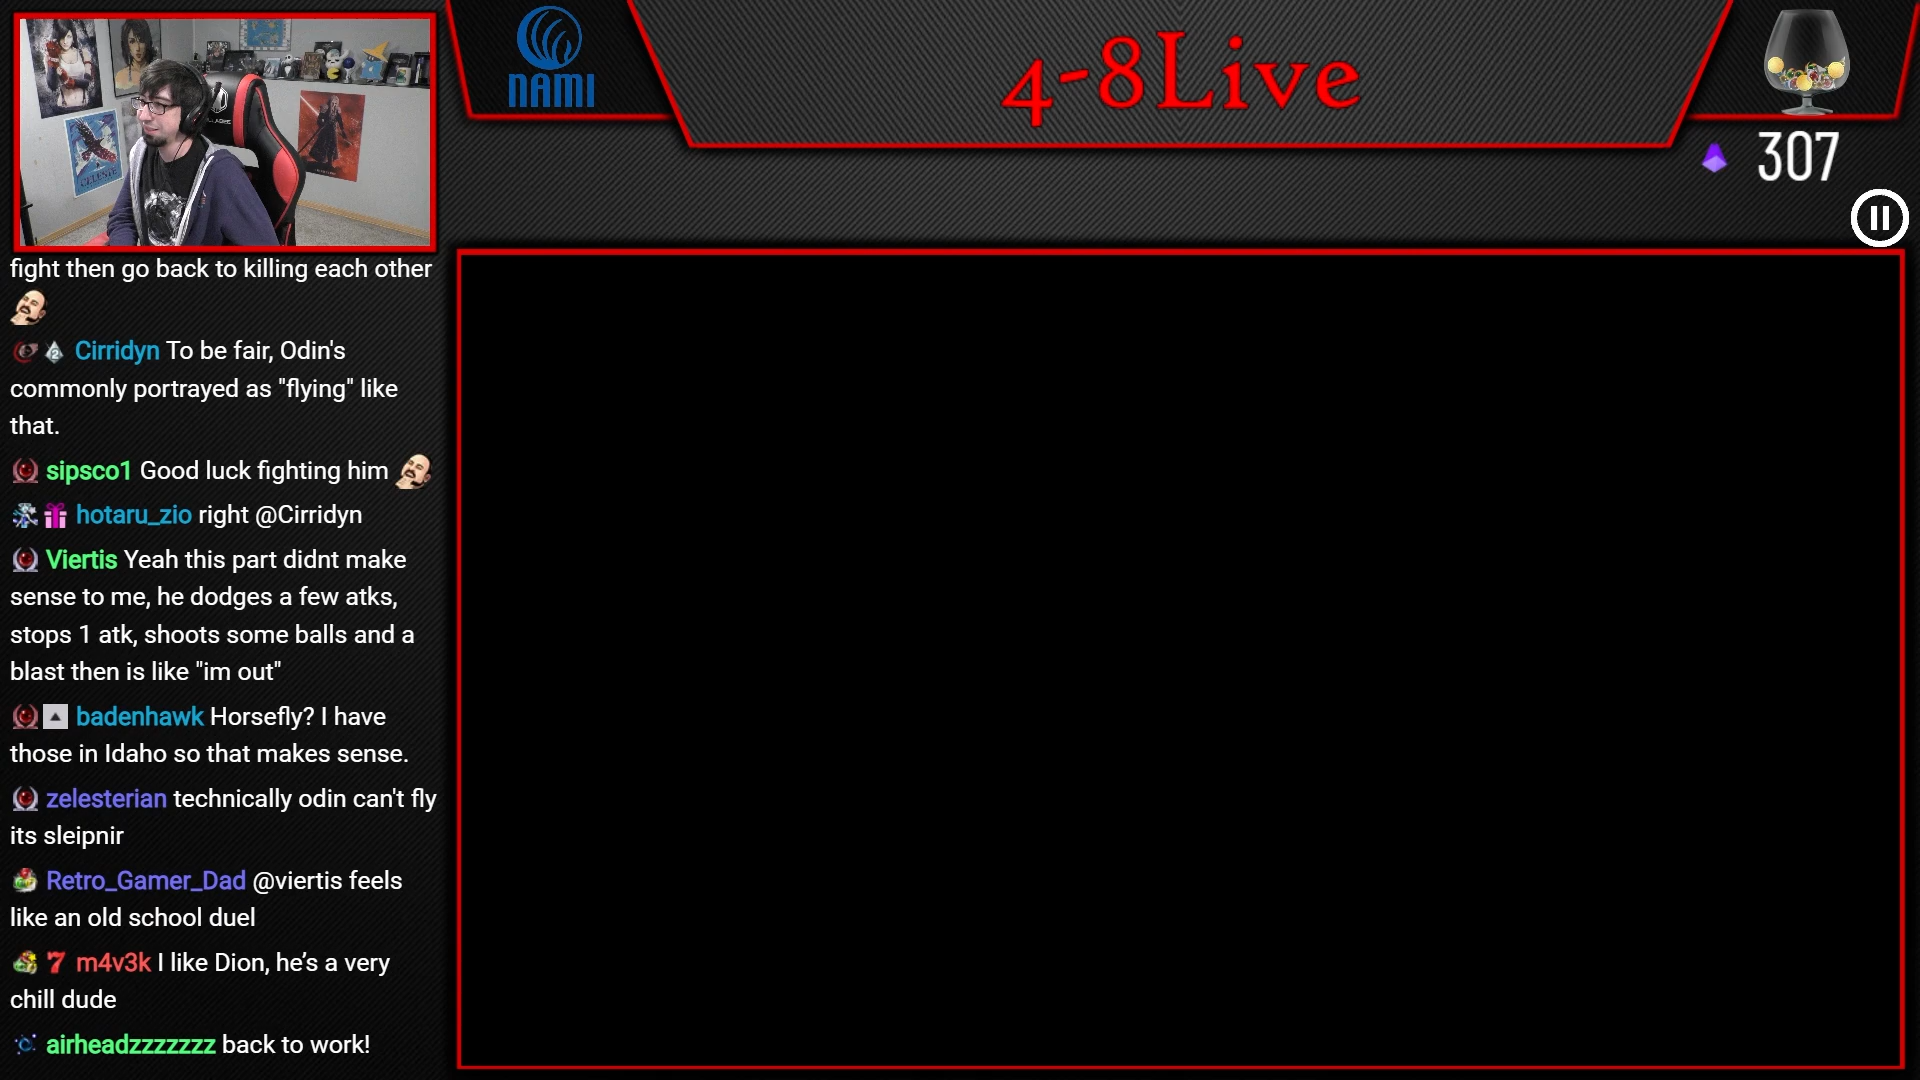 NAMI
4-8Live
307
CELESTE
fight then go back to killing each other
Cirridyn To be fair, Odin's
commonly portrayed as "flying" like
that.
sipsco1 Good luck fighting him
hotaru_zio right @Cirridyn
Viertis Yeah this part didnt make
sense to me, he dodges a few atks,
stops 1 atk, shoots some balls and a
blast then is like "im out"
badenhawk Horsefly? I have
those in Idaho so that makes sense.
zelesterian technically odin can't fly
its sleipnir
Retro_Gamer_Dad @viertis feels
like an old school duel
7 m4v3k I like Dion, he’s a very
chill dude
airheadzzzzzzz back to work!